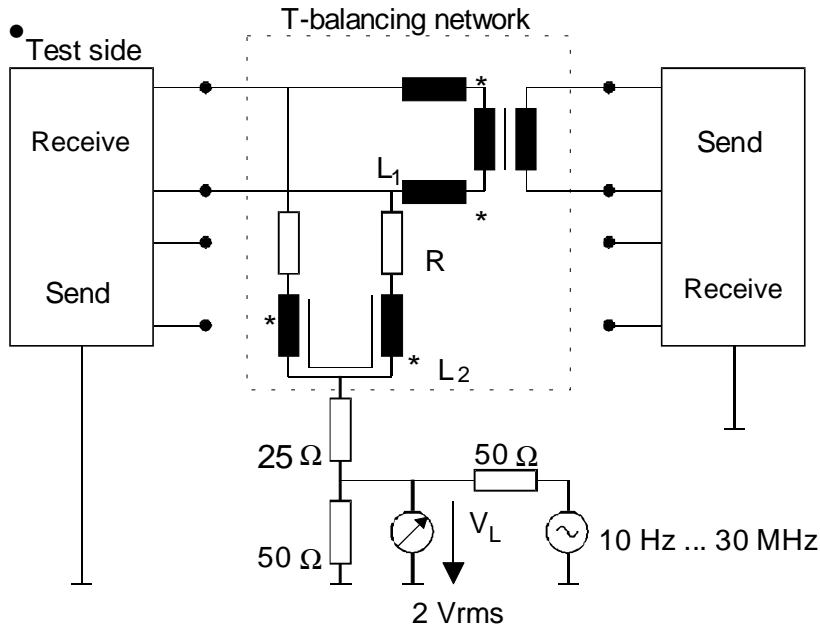 T-balancing network
Test side
*
Receive
Send
L1
*
R
Send
Receive
*
*
L2
25 Ω
50 Ω
50 Ω
VL
10 Hz ... 30 MHz
2 Vrms